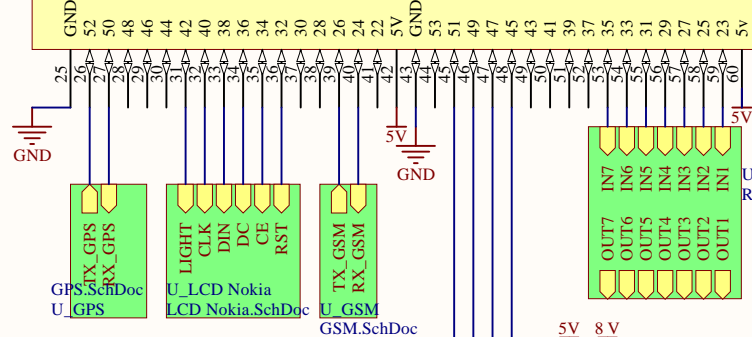 GND 52 50 48 46 44 42 40 38 36 34 32 30 28 26 24 22 5V GND 53 51 49 47 45 43 41 39 37 35 33 31 29 27 25 23 5v
25 26 27 28 29 30 31 32 33 34 35 36 37 38 39 40 41 42 43 44 45 46 47 48 49 50 51 52 53 54 55 56 57 58 59 60
5V
5V
GND
GND
IN7 IN6 IN5 IN4 IN3 IN2 IN1
U
R
TX_GPS RX_GPS
LIGHT CLK DIN DC CE RST
TX_GSM RX_GSM
OUT7 OUT6 OUT5 OUT4 OUT3 OUT2 OUT1
GPS.SchDoc
U_GPS
U_LCD Nokia
LCD Nokia.SchDoc
U_GSM
GSM.SchDoc
5V 8 V